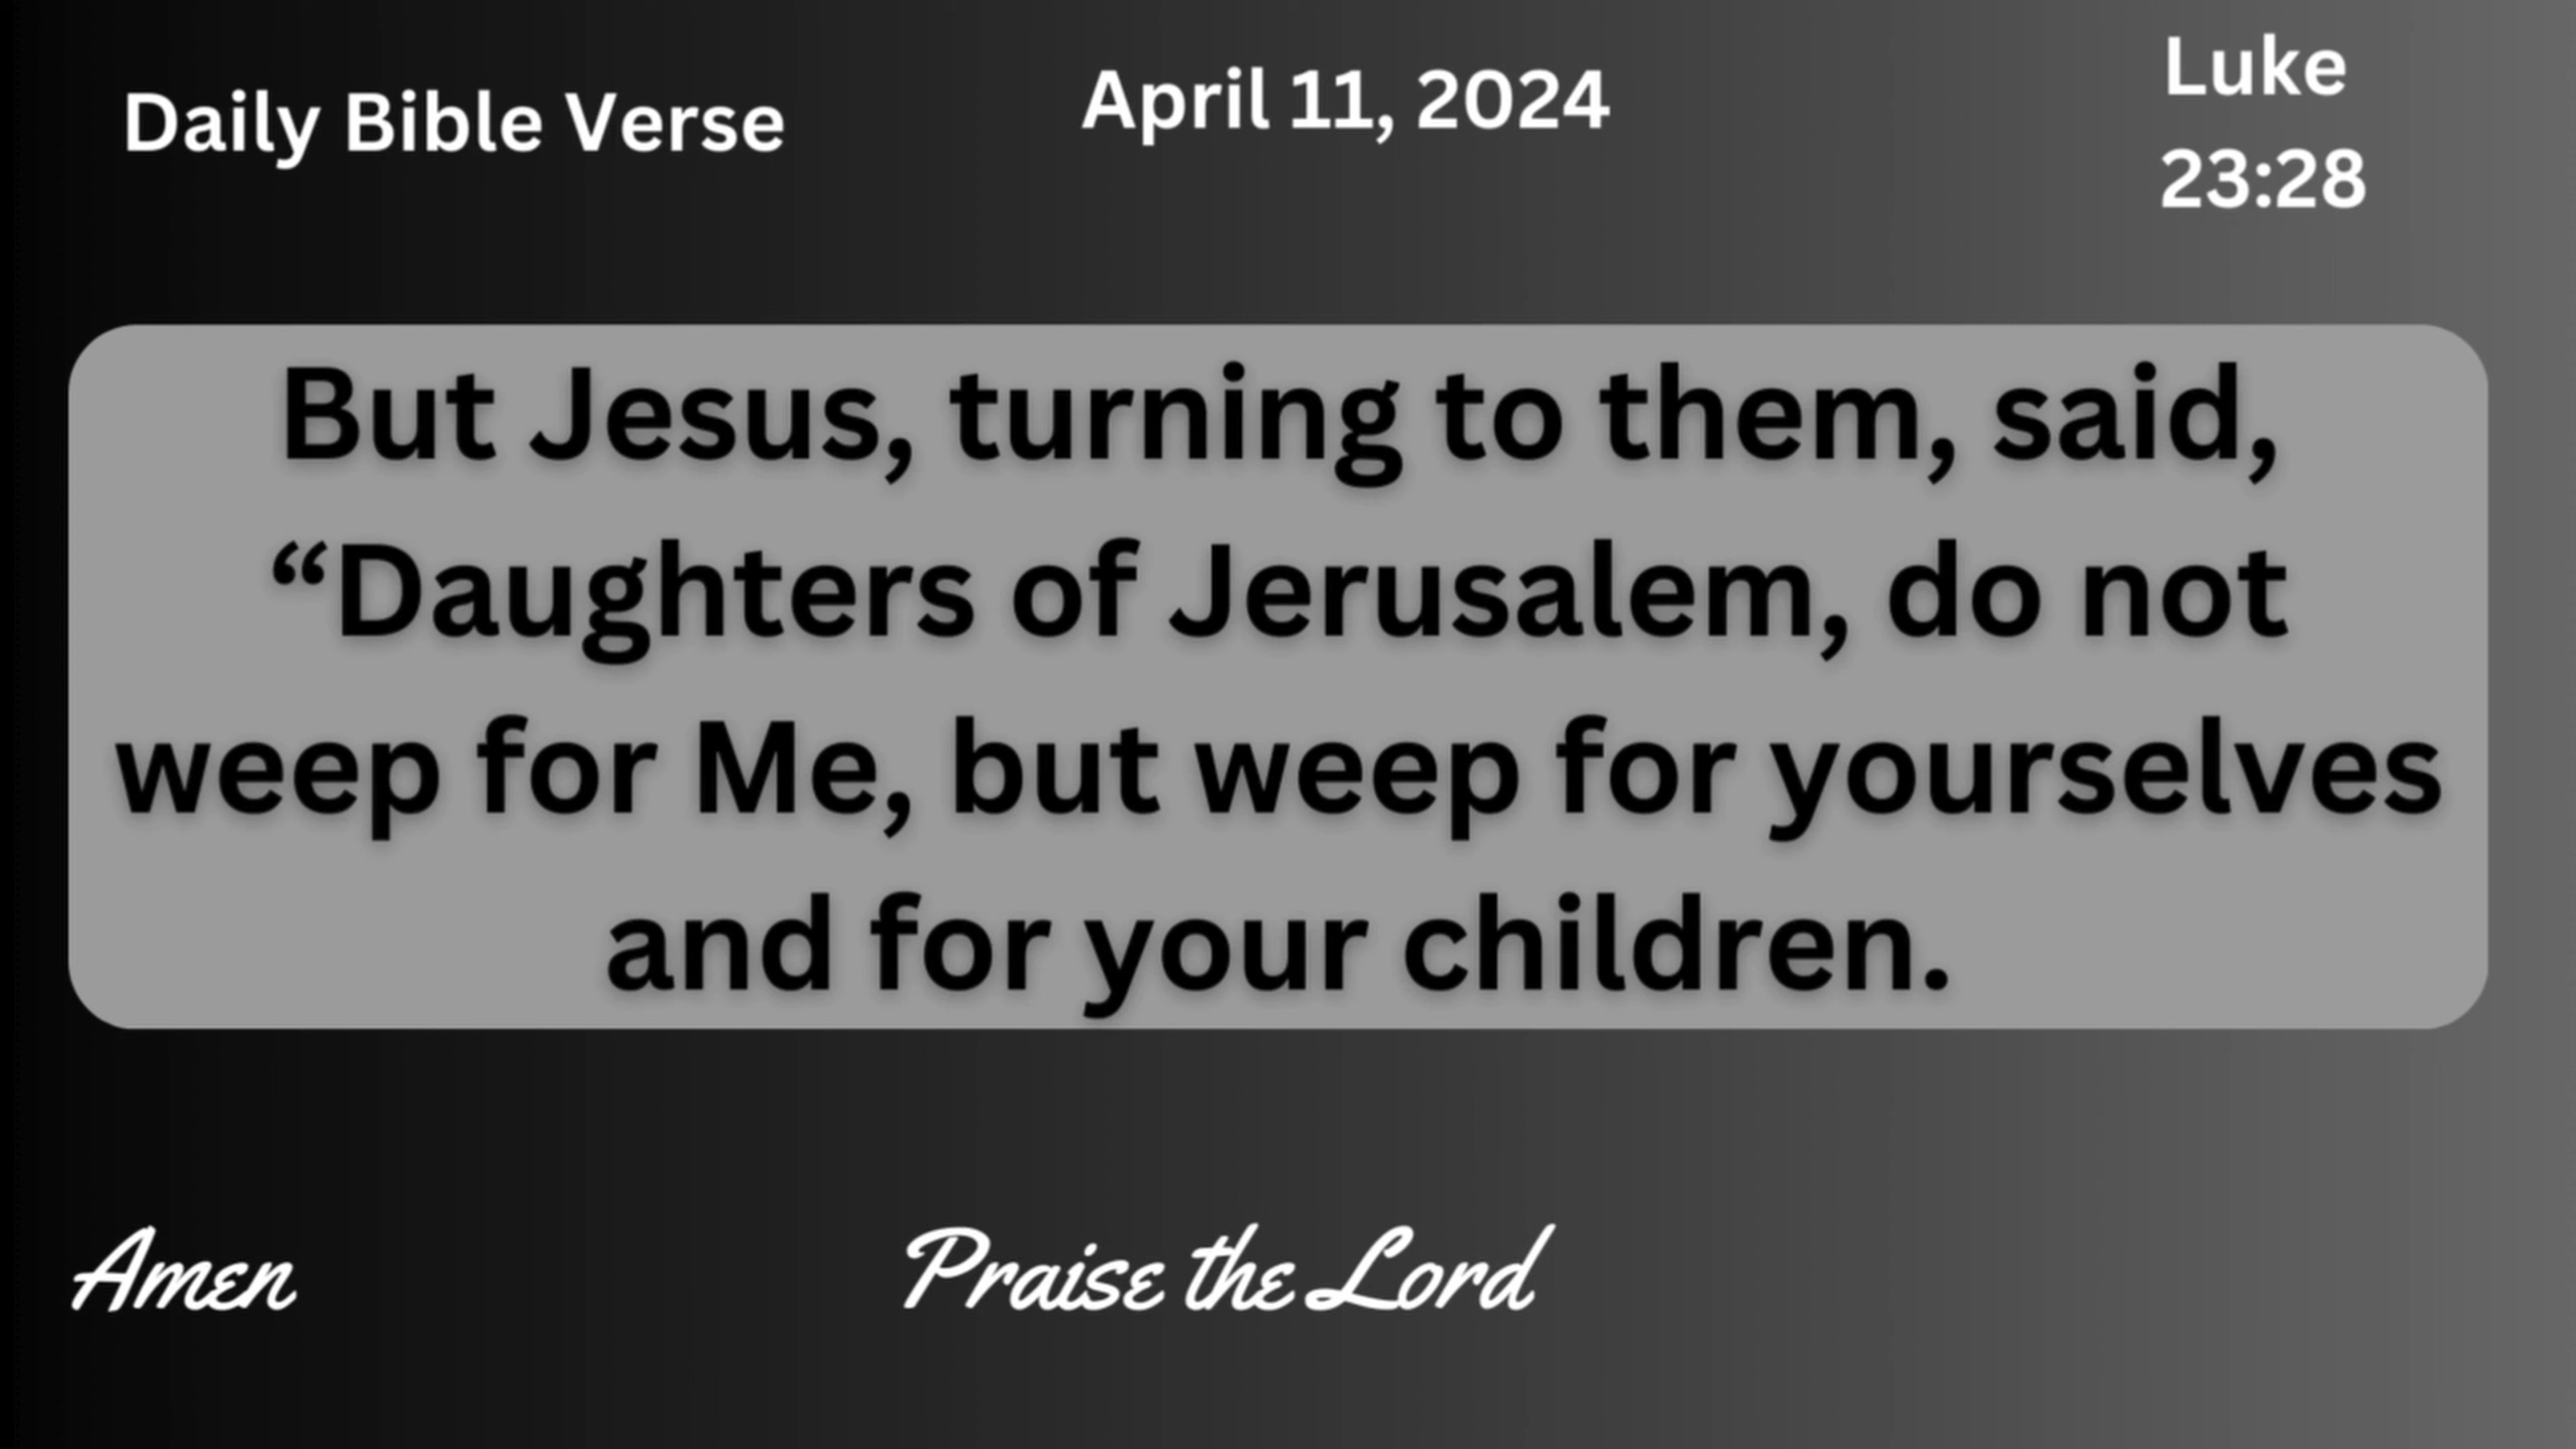 Daily Bible Verse
April 11, 2024
Luke
23:28
But Jesus, turning to them, said,
“Daughters of Jerusalem, do not
weep for Me, but weep for yourselves
and for your children.
Amen
Praise the Lord